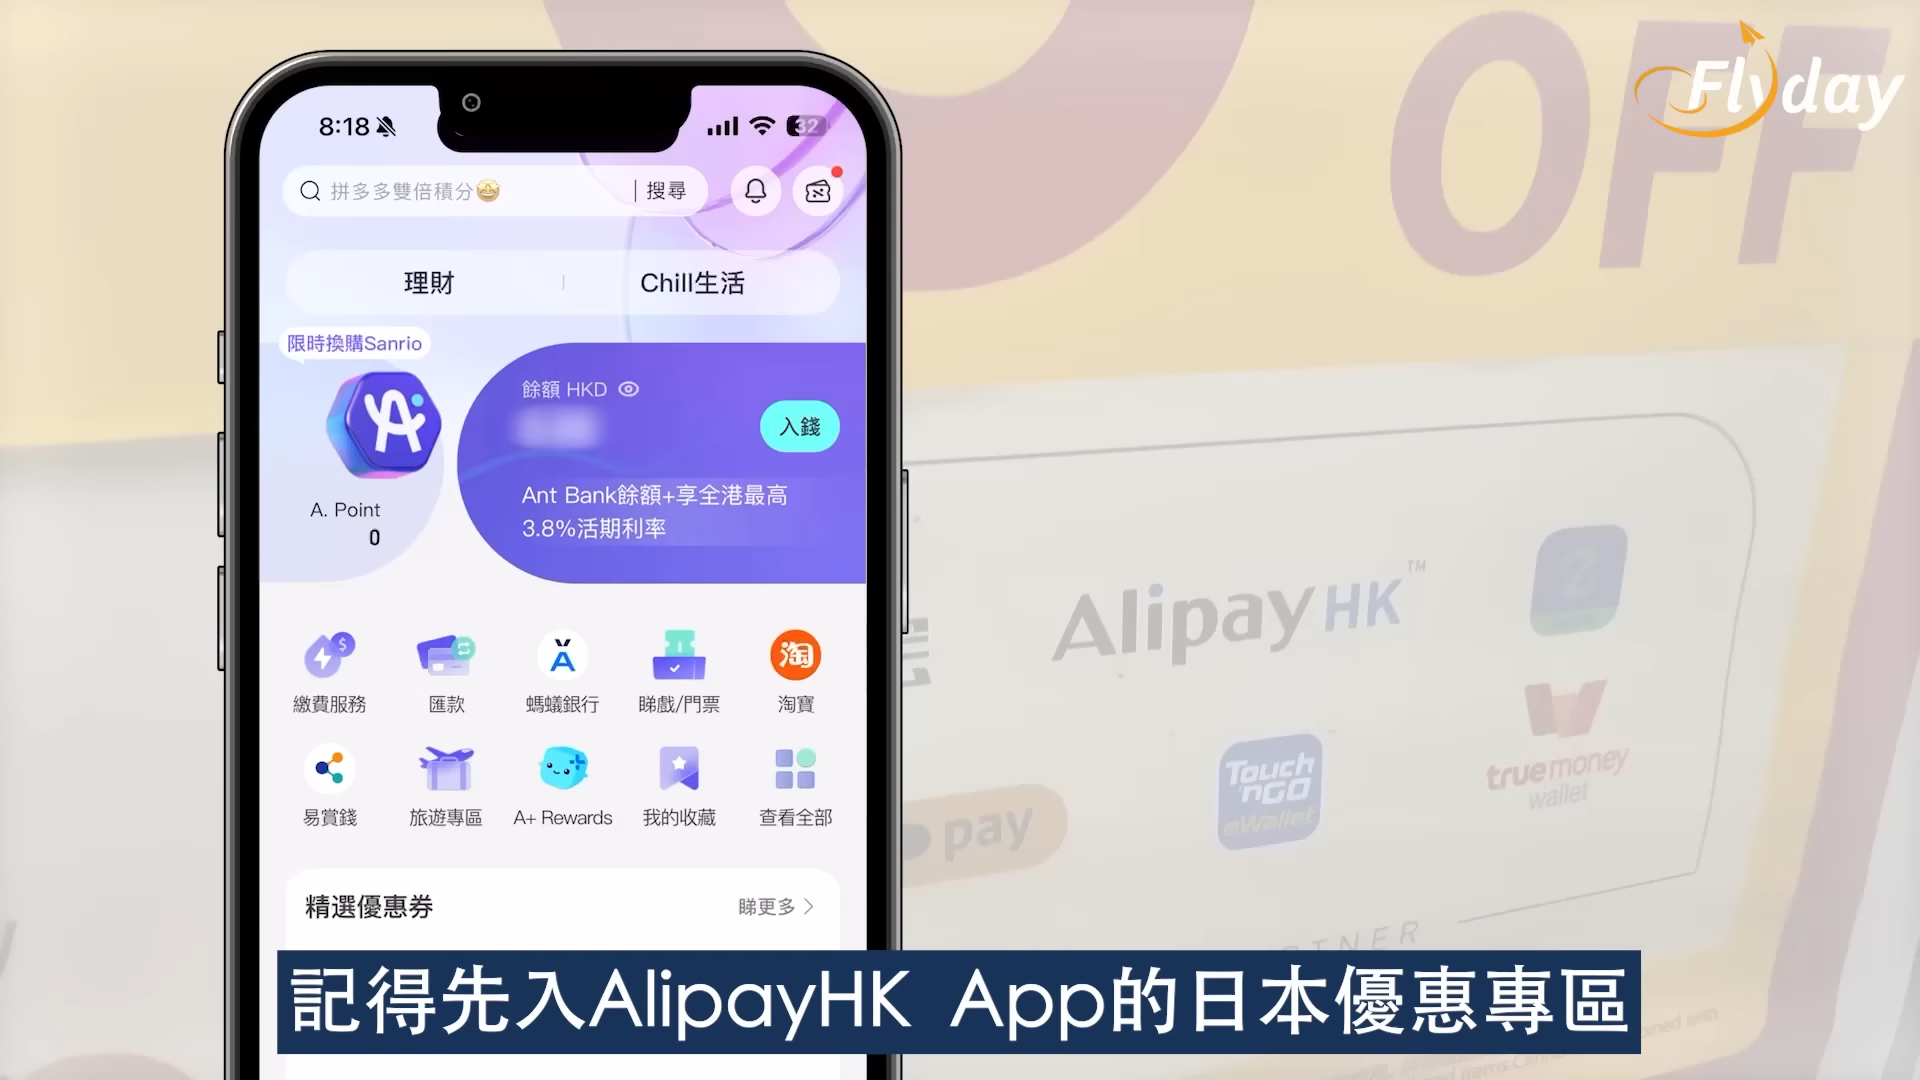 OFF
Flyday
8:18
32
拼多多雙倍積分
搜尋
理財
Chill生活
限時換購Sanrio
餘額 HKD
入錢
A. Point
0
Ant Bank餘額+享全港最高
3.8%活期利率
繳費服務
匯款
螞蟻銀行
睇戲/門票
淘
淘寶
易賞錢
旅遊專區
A+ Rewards
我的收藏
查看全部
精選優惠券
睇更多
AlipayHK™
Touch
'nGO
eWallet
truemoney
wallet
pay
記得先入AlipayHK App的日本優惠專區